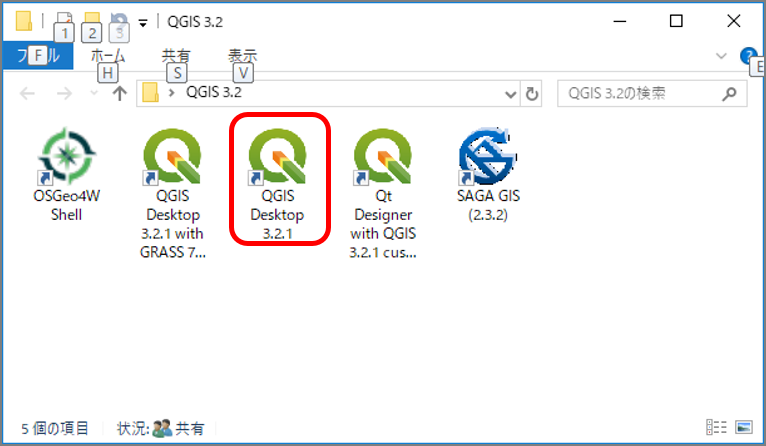 1 2 3 QGIS 3.2
ファイル ホーム 共有 表示
F H S V E
QGIS 3.2 QGIS 3.2の検索
OSGeo4W
Shell
QGIS
Desktop
3.2.1 with
GRASS 7...
QGIS
Desktop
3.2.1
Qt
Designer
with QGIS
3.2.1 cus...
SAGA GIS
(2.3.2)
5 個の項目 状況: 共有